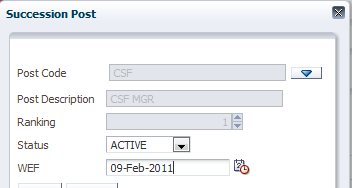 Succession Post
Post Code CSF
Post Description CSF MGR
Ranking 1
Status ACTIVE
WEF 09-Feb-2011